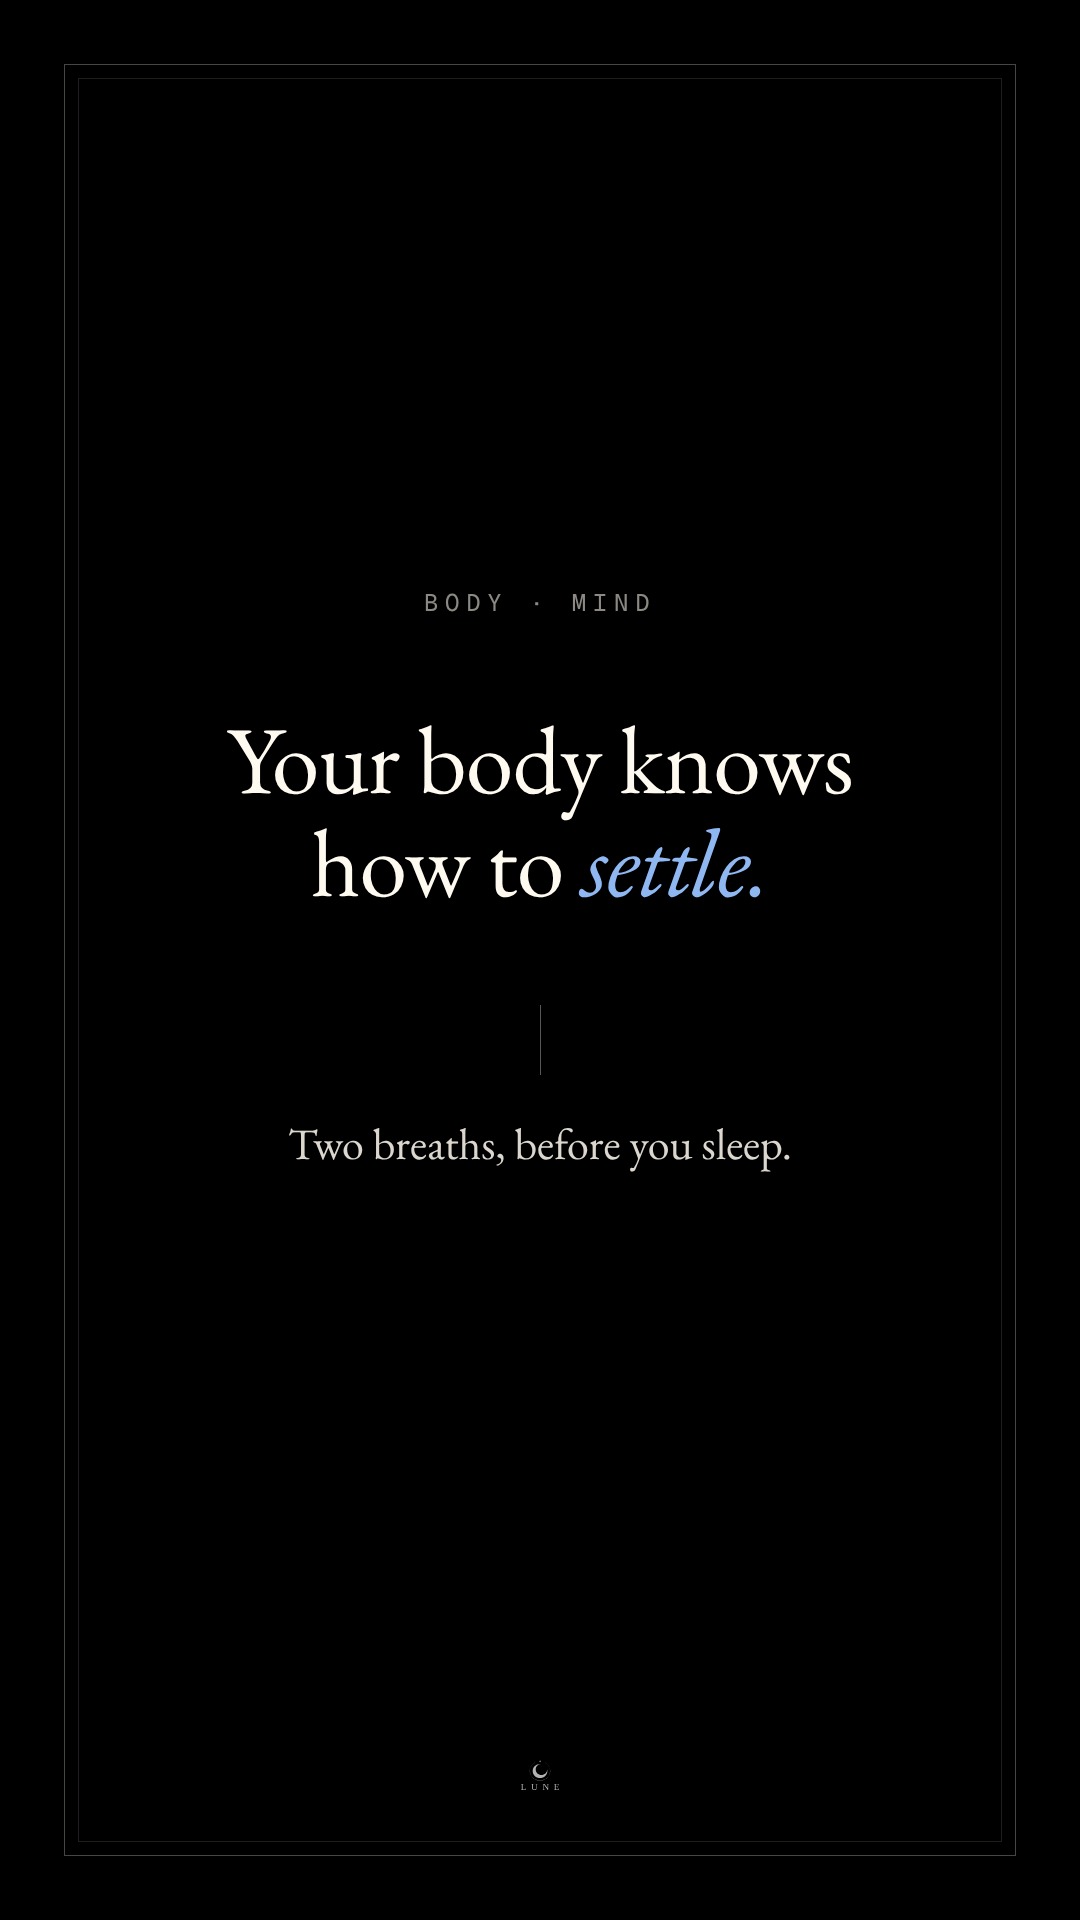 BODY · MIND
Your body knows
how to settle.
Two breaths, before you sleep.
LUNE